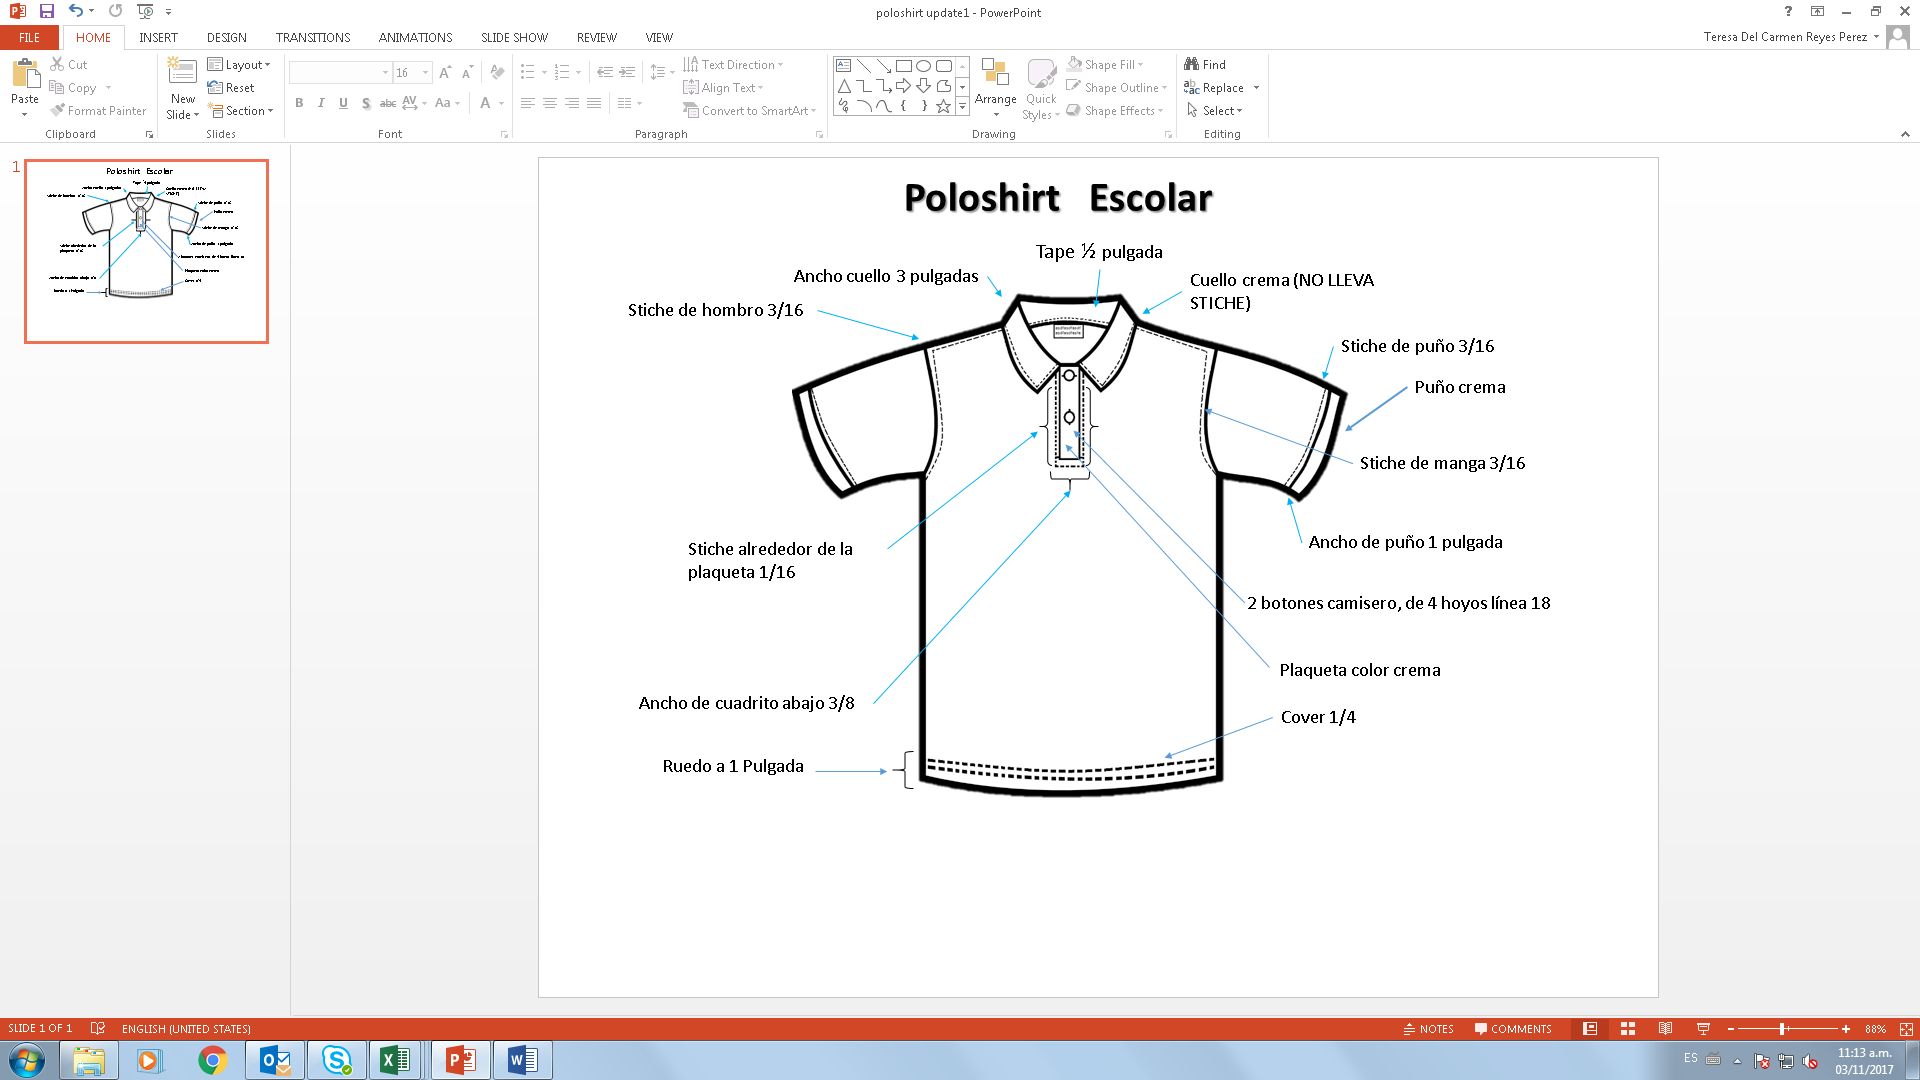 poloshirt update1 - PowerPoint
FILE HOME INSERT DESIGN TRANSITIONS ANIMATIONS SLIDE SHOW REVIEW VIEW
Teresa Del Carmen Reyes Perez
Paste
Cut
Copy
Format Painter
Clipboard
New Slide
Layout
Reset
Section
Slides
16
Font
Text Direction
Align Text
Convert to SmartArt
Paragraph
Arrange
Quick Styles
Shape Fill
Shape Outline
Shape Effects
Drawing
Find
Replace
Select
Editing
1
Poloshirt Escolar
Poloshirt Escolar
Tape ½ pulgada
Ancho cuello 3 pulgadas
Cuello crema (NO LLEVA
STICHE)
Stiche de hombro 3/16
Stiche de puño 3/16
Puño crema
Stiche de manga 3/16
Ancho de puño 1 pulgada
Stiche alrededor de la
plaqueta 1/16
2 botones camisero, de 4 hoyos línea 18
Plaqueta color crema
Ancho de cuadrito abajo 3/8
Cover 1/4
Ruedo a 1 Pulgada
SLIDE 1 OF 1 ENGLISH (UNITED STATES)
NOTES COMMENTS 88%
ES
11:13 a.m.
03/11/2017